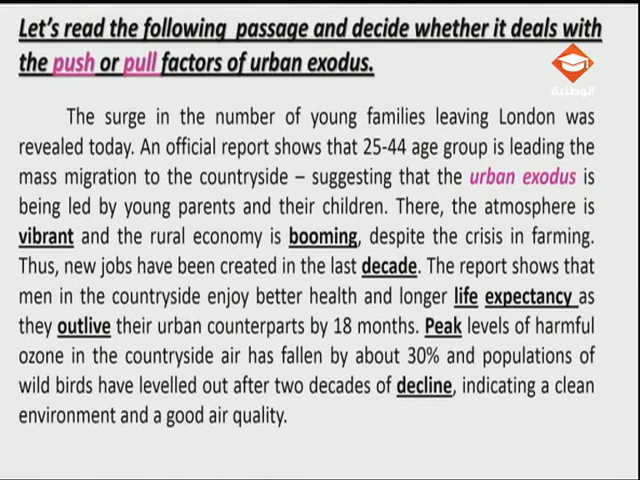 Let's read the following passage and decide whether it deals with
the push or pull factors of urban exodus.
الوطنية
The surge in the number of young families leaving London was
revealed today. An official report shows that 25-44 age group is leading the
mass migration to the countryside – suggesting that the urban exodus is
being led by young parents and their children. There, the atmosphere is
vibrant and the rural economy is booming, despite the crisis in farming.
Thus, new jobs have been created in the last decade. The report shows that
men in the countryside enjoy better health and longer life expectancy as
they outlive their urban counterparts by 18 months. Peak levels of harmful
ozone in the countryside air has fallen by about 30% and populations of
wild birds have levelled out after two decades of decline, indicating a clean
environment and a good air quality.